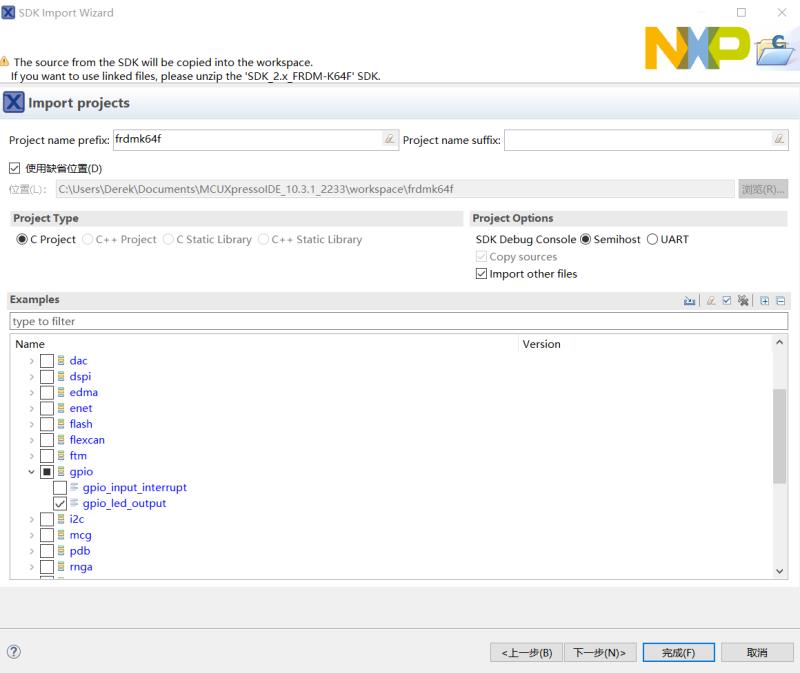 SDK Import Wizard
NXP
The source from the SDK will be copied into the workspace.
If you want to use linked files, please unzip the 'SDK_2.x_FRDM-K64F' SDK.
Import projects
Project name prefix: frdmk64f Project name suffix:
使用缺省位置(D)
位置(L): C:\Users\Derek\Documents\MCUXpressoIDE_10.3.1_2233\workspace\frdmk64f 浏览(R)...
Project Type Project Options
C Project C++ Project C Static Library C++ Static Library SDK Debug Console Semihost UART
Copy sources
Import other files
Examples
type to filter
Name Version
dac
dspi
edma
enet
flash
flexcan
ftm
gpio
gpio_input_interrupt
gpio_led_output
i2c
mcg
pdb
rnga
<上一步(B) 下一步(N)> 完成(F) 取消